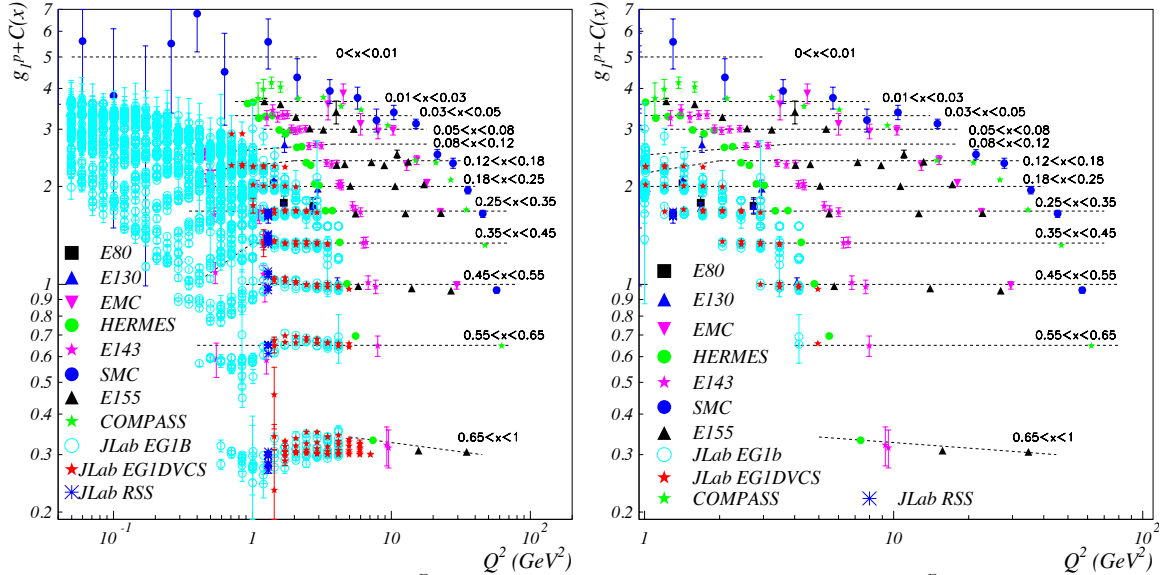 g₁ᵖ+C(x)
7
6
5
4
3
2
1
0.9
0.8
0.7
0.6
0.5
0.4
0.3
0.2
0<x<0.01
0.01<x<0.03
0.03<x<0.05
0.05<x<0.08
0.08<x<0.12
0.12<x<0.18
0.18<x<0.25
0.25<x<0.35
0.35<x<0.45
0.45<x<0.55
0.55<x<0.65
0.65<x<1
E80
E130
EMC
HERMES
E143
SMC
E155
COMPASS
JLab EG1B
JLab EG1DVCS
JLab RSS
10⁻¹
1
10
10²
Q² (GeV²)
g₁ᵖ+C(x)
7
6
5
4
3
2
1
0.9
0.8
0.7
0.6
0.5
0.4
0.3
0.2
0<x<0.01
0.01<x<0.03
0.03<x<0.05
0.05<x<0.08
0.08<x<0.12
0.12<x<0.18
0.18<x<0.25
0.25<x<0.35
0.35<x<0.45
0.45<x<0.55
0.55<x<0.65
0.65<x<1
E80
E130
EMC
HERMES
E143
SMC
E155
JLab EG1b
JLab EG1DVCS
COMPASS
JLab RSS
1
10
10²
Q² (GeV²)